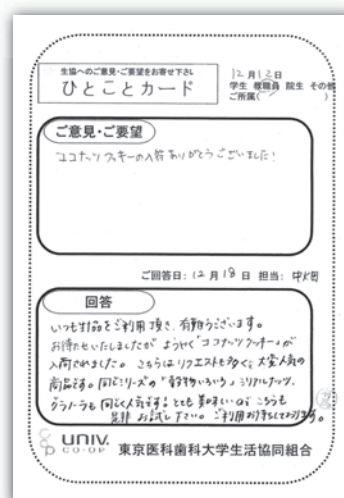 生協へのご意見・ご要望をお寄せ下さい
ひとことカード
12月12日
学生 教職員 院生 その他
ご所属( )
ご意見・ご要望
ココナッツクッキーの入荷ありがとうございました!
ご回答日:12月18日 担当:
回答
いつも生協をご利用頂き、有難うございます。
お待たせいたしましたが ようやく"ココナッツクッキー"が
入荷されました。こちらはリクエストも多く、大変人気の
商品です。同シリーズの"穀物いろいろ"シリアルナッツ、
グラノーラも同じく人気です。とても美味しいので こちらも
是非 お試し下さい。ご利用お待ちしております。
UNIV.
CO-OP
東京医科歯科大学生活協同組合